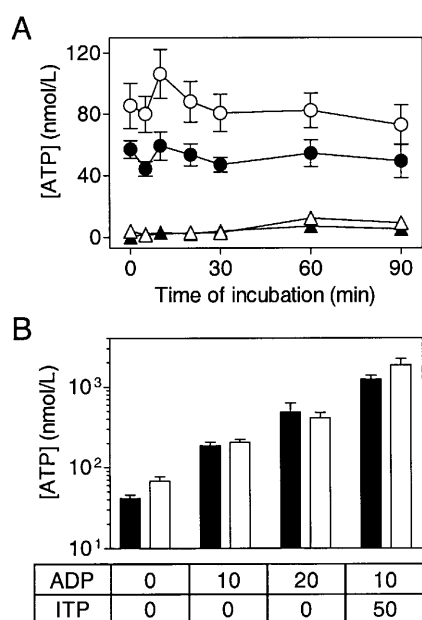 A
[ATP] (nmol/L)
120
80
40
0
0 30 60 90
Time of incubation (min)
B
[ATP] (nmol/L)
10³
10²
10¹
ADP 0 10 20 10
ITP 0 0 0 50